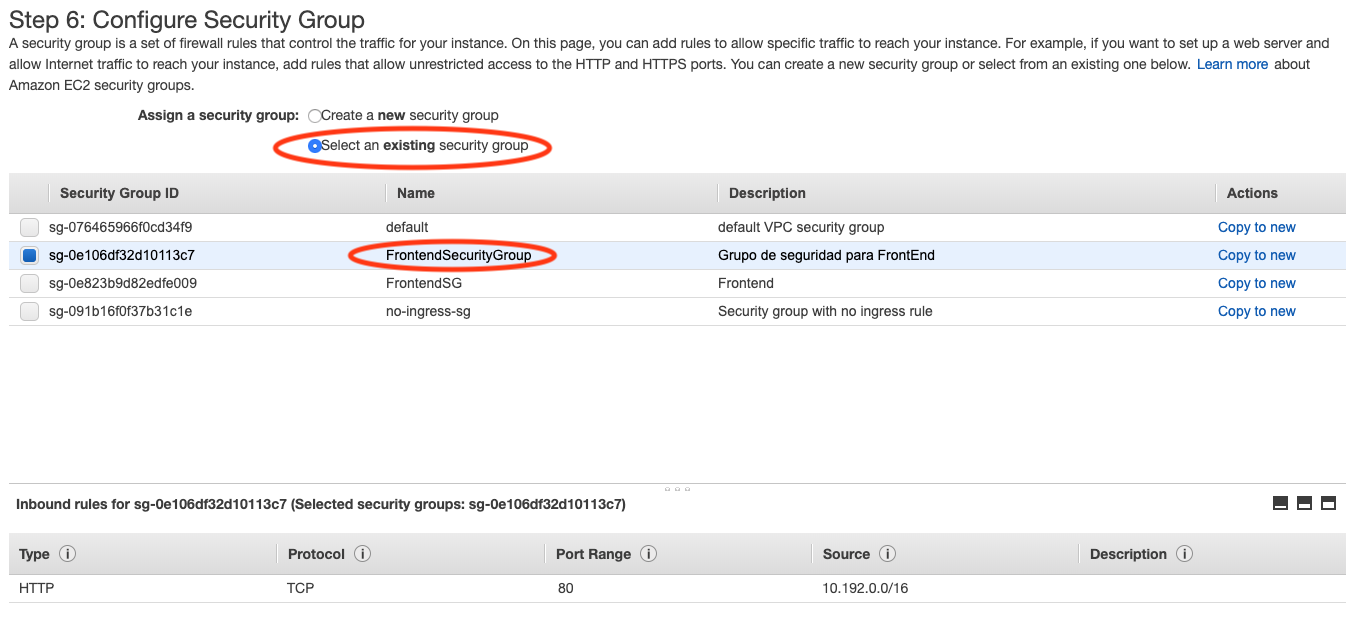 Step 6: Configure Security Group
A security group is a set of firewall rules that control the traffic for your instance. On this page, you can add rules to allow specific traffic to reach your instance. For example, if you want to set up a web server and
allow Internet traffic to reach your instance, add rules that allow unrestricted access to the HTTP and HTTPS ports. You can create a new security group or select from an existing one below. Learn more about
Amazon EC2 security groups.
Assign a security group: Create a new security group
Select an existing security group
Security Group ID Name Description Actions
sg-076465966f0cd34f9 default default VPC security group Copy to new
sg-0e106df32d10113c7 FrontendSecurityGroup Grupo de seguridad para FrontEnd Copy to new
sg-0e823b9d82edfe009 FrontendSG Frontend Copy to new
sg-091b16f0f37b31c1e no-ingress-sg Security group with no ingress rule Copy to new
Inbound rules for sg-0e106df32d10113c7 (Selected security groups: sg-0e106df32d10113c7)
Type i Protocol i Port Range i Source i Description i
HTTP TCP 80 10.192.0.0/16